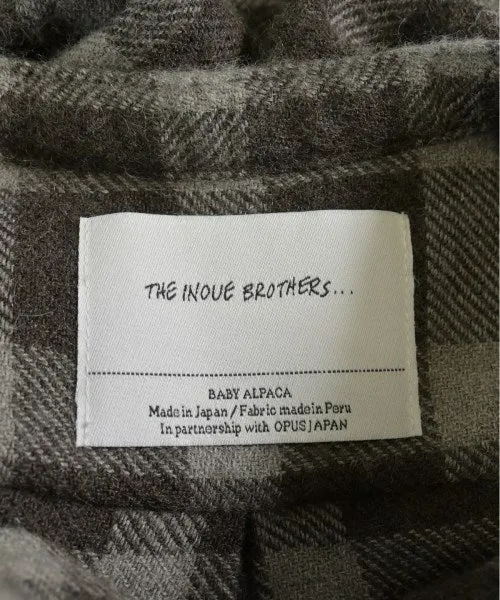 THE INOUE BROTHERS...
BABY ALPACA
Made in Japan / Fabric made in Peru
In partnership with OPUS JAPAN